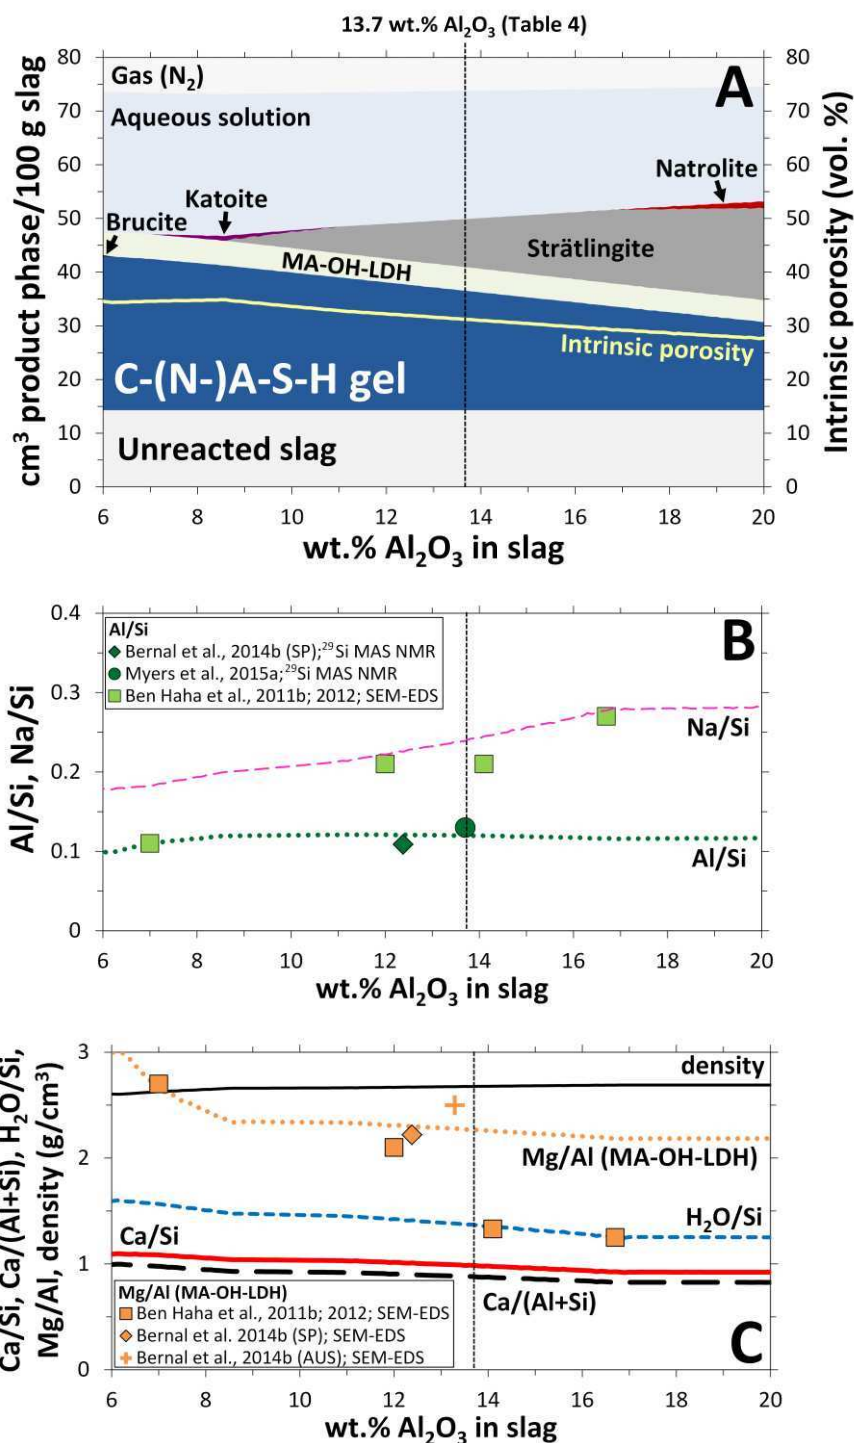 13.7 wt.% Al₂O₃ (Table 4)
80
70
60
50
40
30
20
10
0
cm³ product phase/100 g slag
Gas (N₂)
A
Aqueous solution
Natrolite
Katoite
Brucite
Strätlingite
MA-OH-LDH
Intrinsic porosity
C-(N-)A-S-H gel
Unreacted slag
80
70
60
50
40
30
20
10
0
Intrinsic porosity (vol. %)
6 8 10 12 14 16 18 20
wt.% Al₂O₃ in slag
0.4
0.3
0.2
0.1
0
Al/Si, Na/Si
Al/Si
Bernal et al., 2014b (SP);²⁹Si MAS NMR
Myers et al., 2015a;²⁹Si MAS NMR
Ben Haha et al., 2011b; 2012; SEM-EDS
B
Na/Si
Al/Si
6 8 10 12 14 16 18 20
wt.% Al₂O₃ in slag
3
2
1
0
Ca/Si, Ca/(Al+Si), H₂O/Si,
Mg/Al, density (g/cm³)
density
Mg/Al (MA-OH-LDH)
H₂O/Si
Ca/Si
Ca/(Al+Si)
Mg/Al (MA-OH-LDH)
Ben Haha et al., 2011b; 2012; SEM-EDS
Bernal et al. 2014b (SP); SEM-EDS
Bernal et al., 2014b (AUS); SEM-EDS
C
6 8 10 12 14 16 18 20
wt.% Al₂O₃ in slag